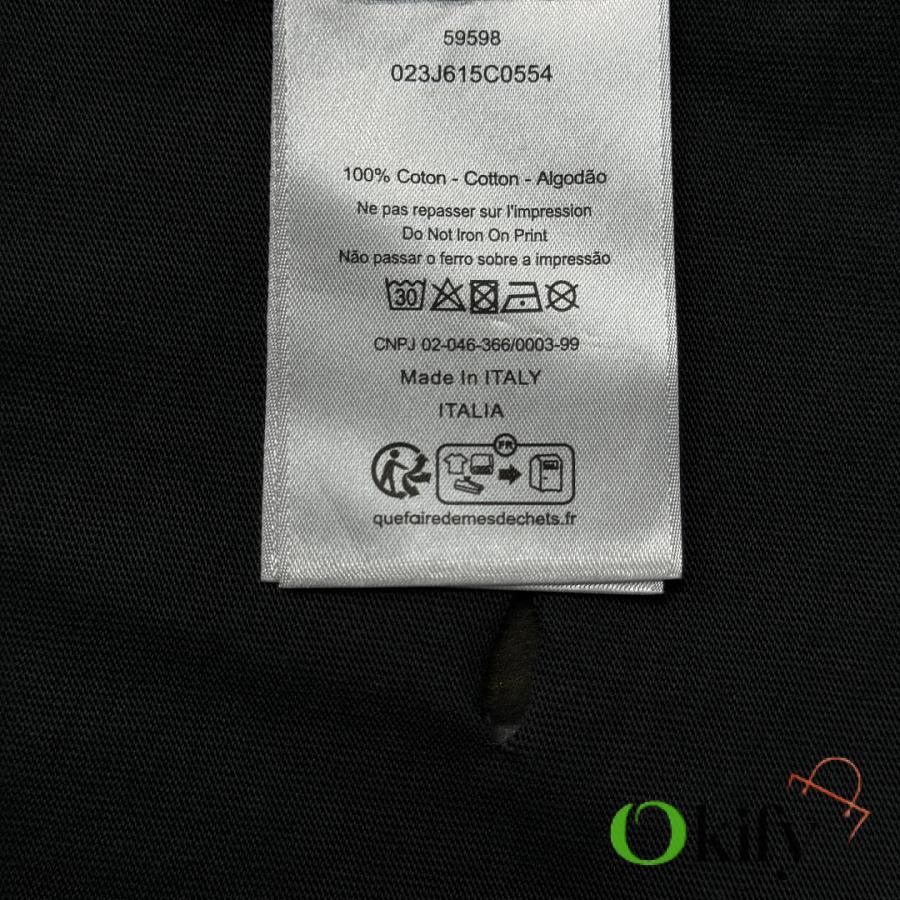 59598
023J615C0554
100% Coton - Cotton - Algodão
Ne pas repasser sur l'impression
Do Not Iron On Print
Não passar o ferro sobre a impressão
30
CNPJ 02-046-366/0003-99
Made In ITALY
ITALIA
FR
quefairedemesdechets.fr
Okify